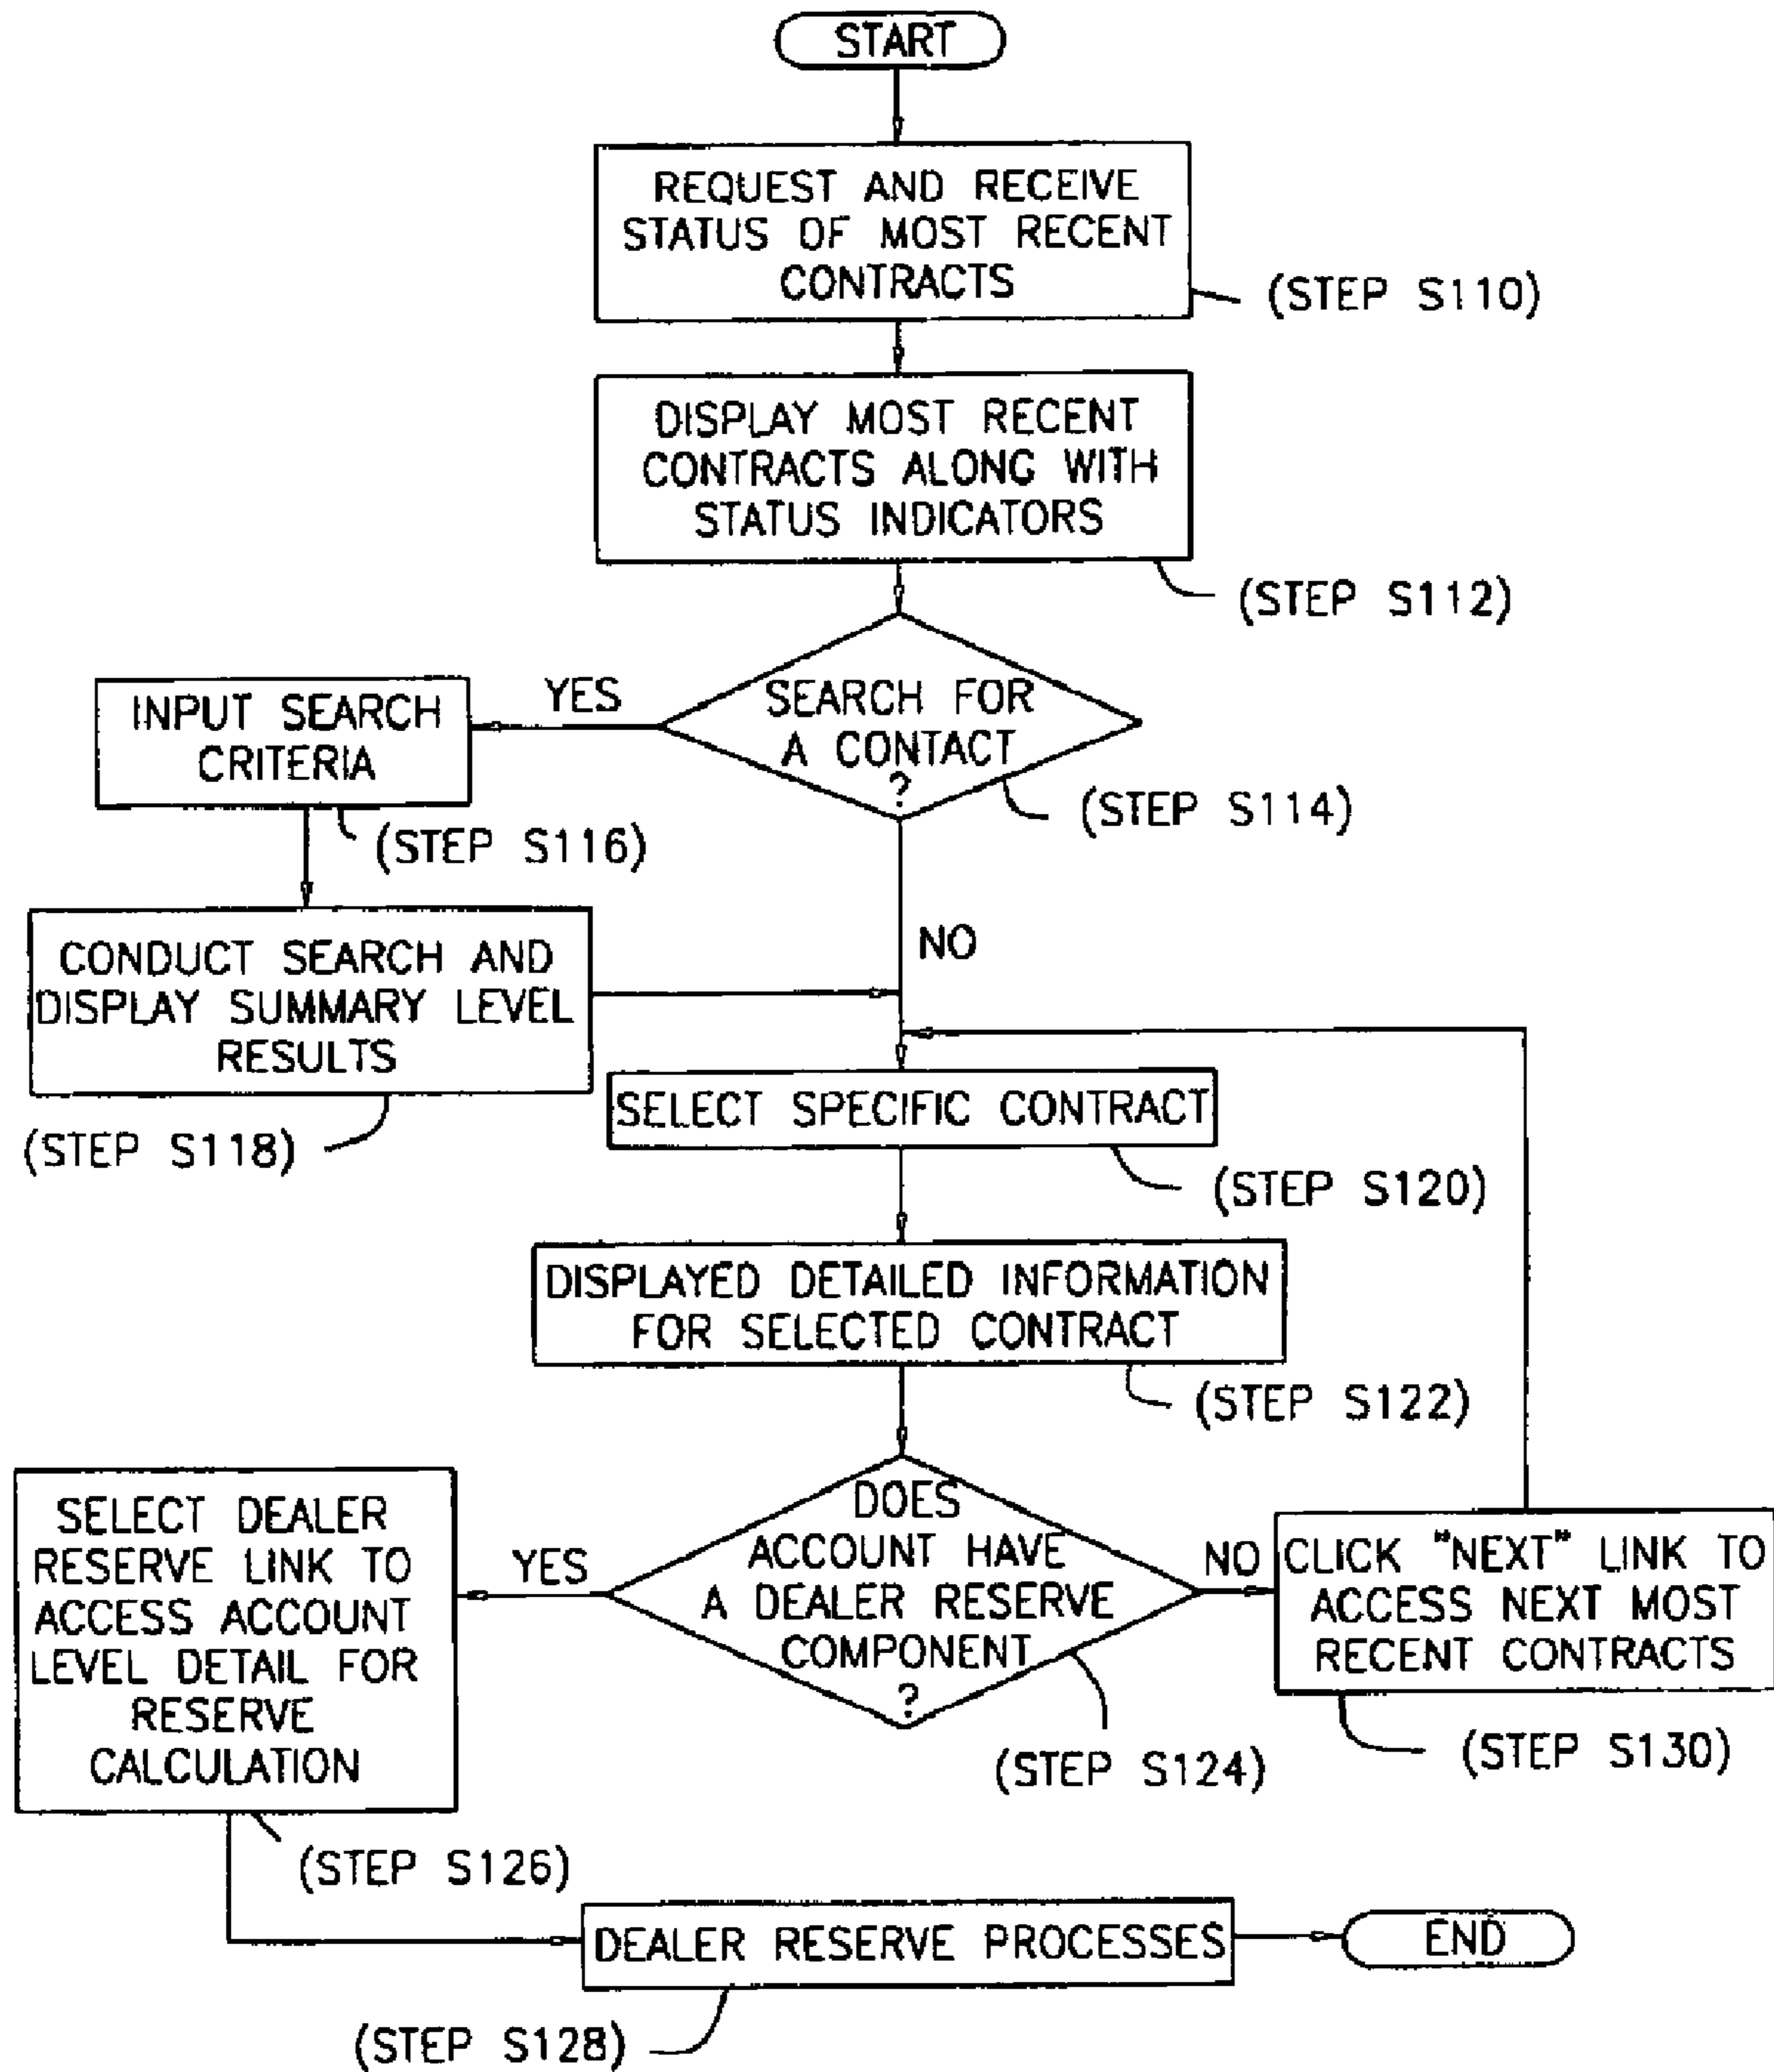 START
REQUEST AND RECEIVE
STATUS OF MOST RECENT
CONTRACTS
(STEP S110)
DISPLAY MOST RECENT
CONTRACTS ALONG WITH
STATUS INDICATORS
(STEP S112)
SEARCH FOR
A CONTACT
?
(STEP S114)
YES
INPUT SEARCH
CRITERIA
(STEP S116)
CONDUCT SEARCH AND
DISPLAY SUMMARY LEVEL
RESULTS
(STEP S118)
NO
SELECT SPECIFIC CONTRACT
(STEP S120)
DISPLAYED DETAILED INFORMATION
FOR SELECTED CONTRACT
(STEP S122)
DOES
ACCOUNT HAVE
A DEALER RESERVE
COMPONENT
?
(STEP S124)
YES
SELECT DEALER
RESERVE LINK TO
ACCESS ACCOUNT
LEVEL DETAIL FOR
RESERVE
CALCULATION
(STEP S126)
NO
CLICK "NEXT" LINK TO
ACCESS NEXT MOST
RECENT CONTRACTS
(STEP S130)
DEALER RESERVE PROCESSES
(STEP S128)
END